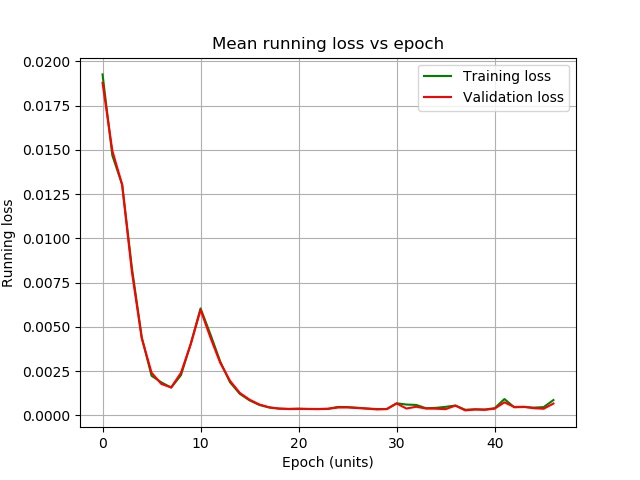 Mean running loss vs epoch
Training loss
Validation loss
0.0200
0.0175
0.0150
0.0125
0.0100
0.0075
0.0050
0.0025
0.0000
Running loss
0 10 20 30 40
Epoch (units)